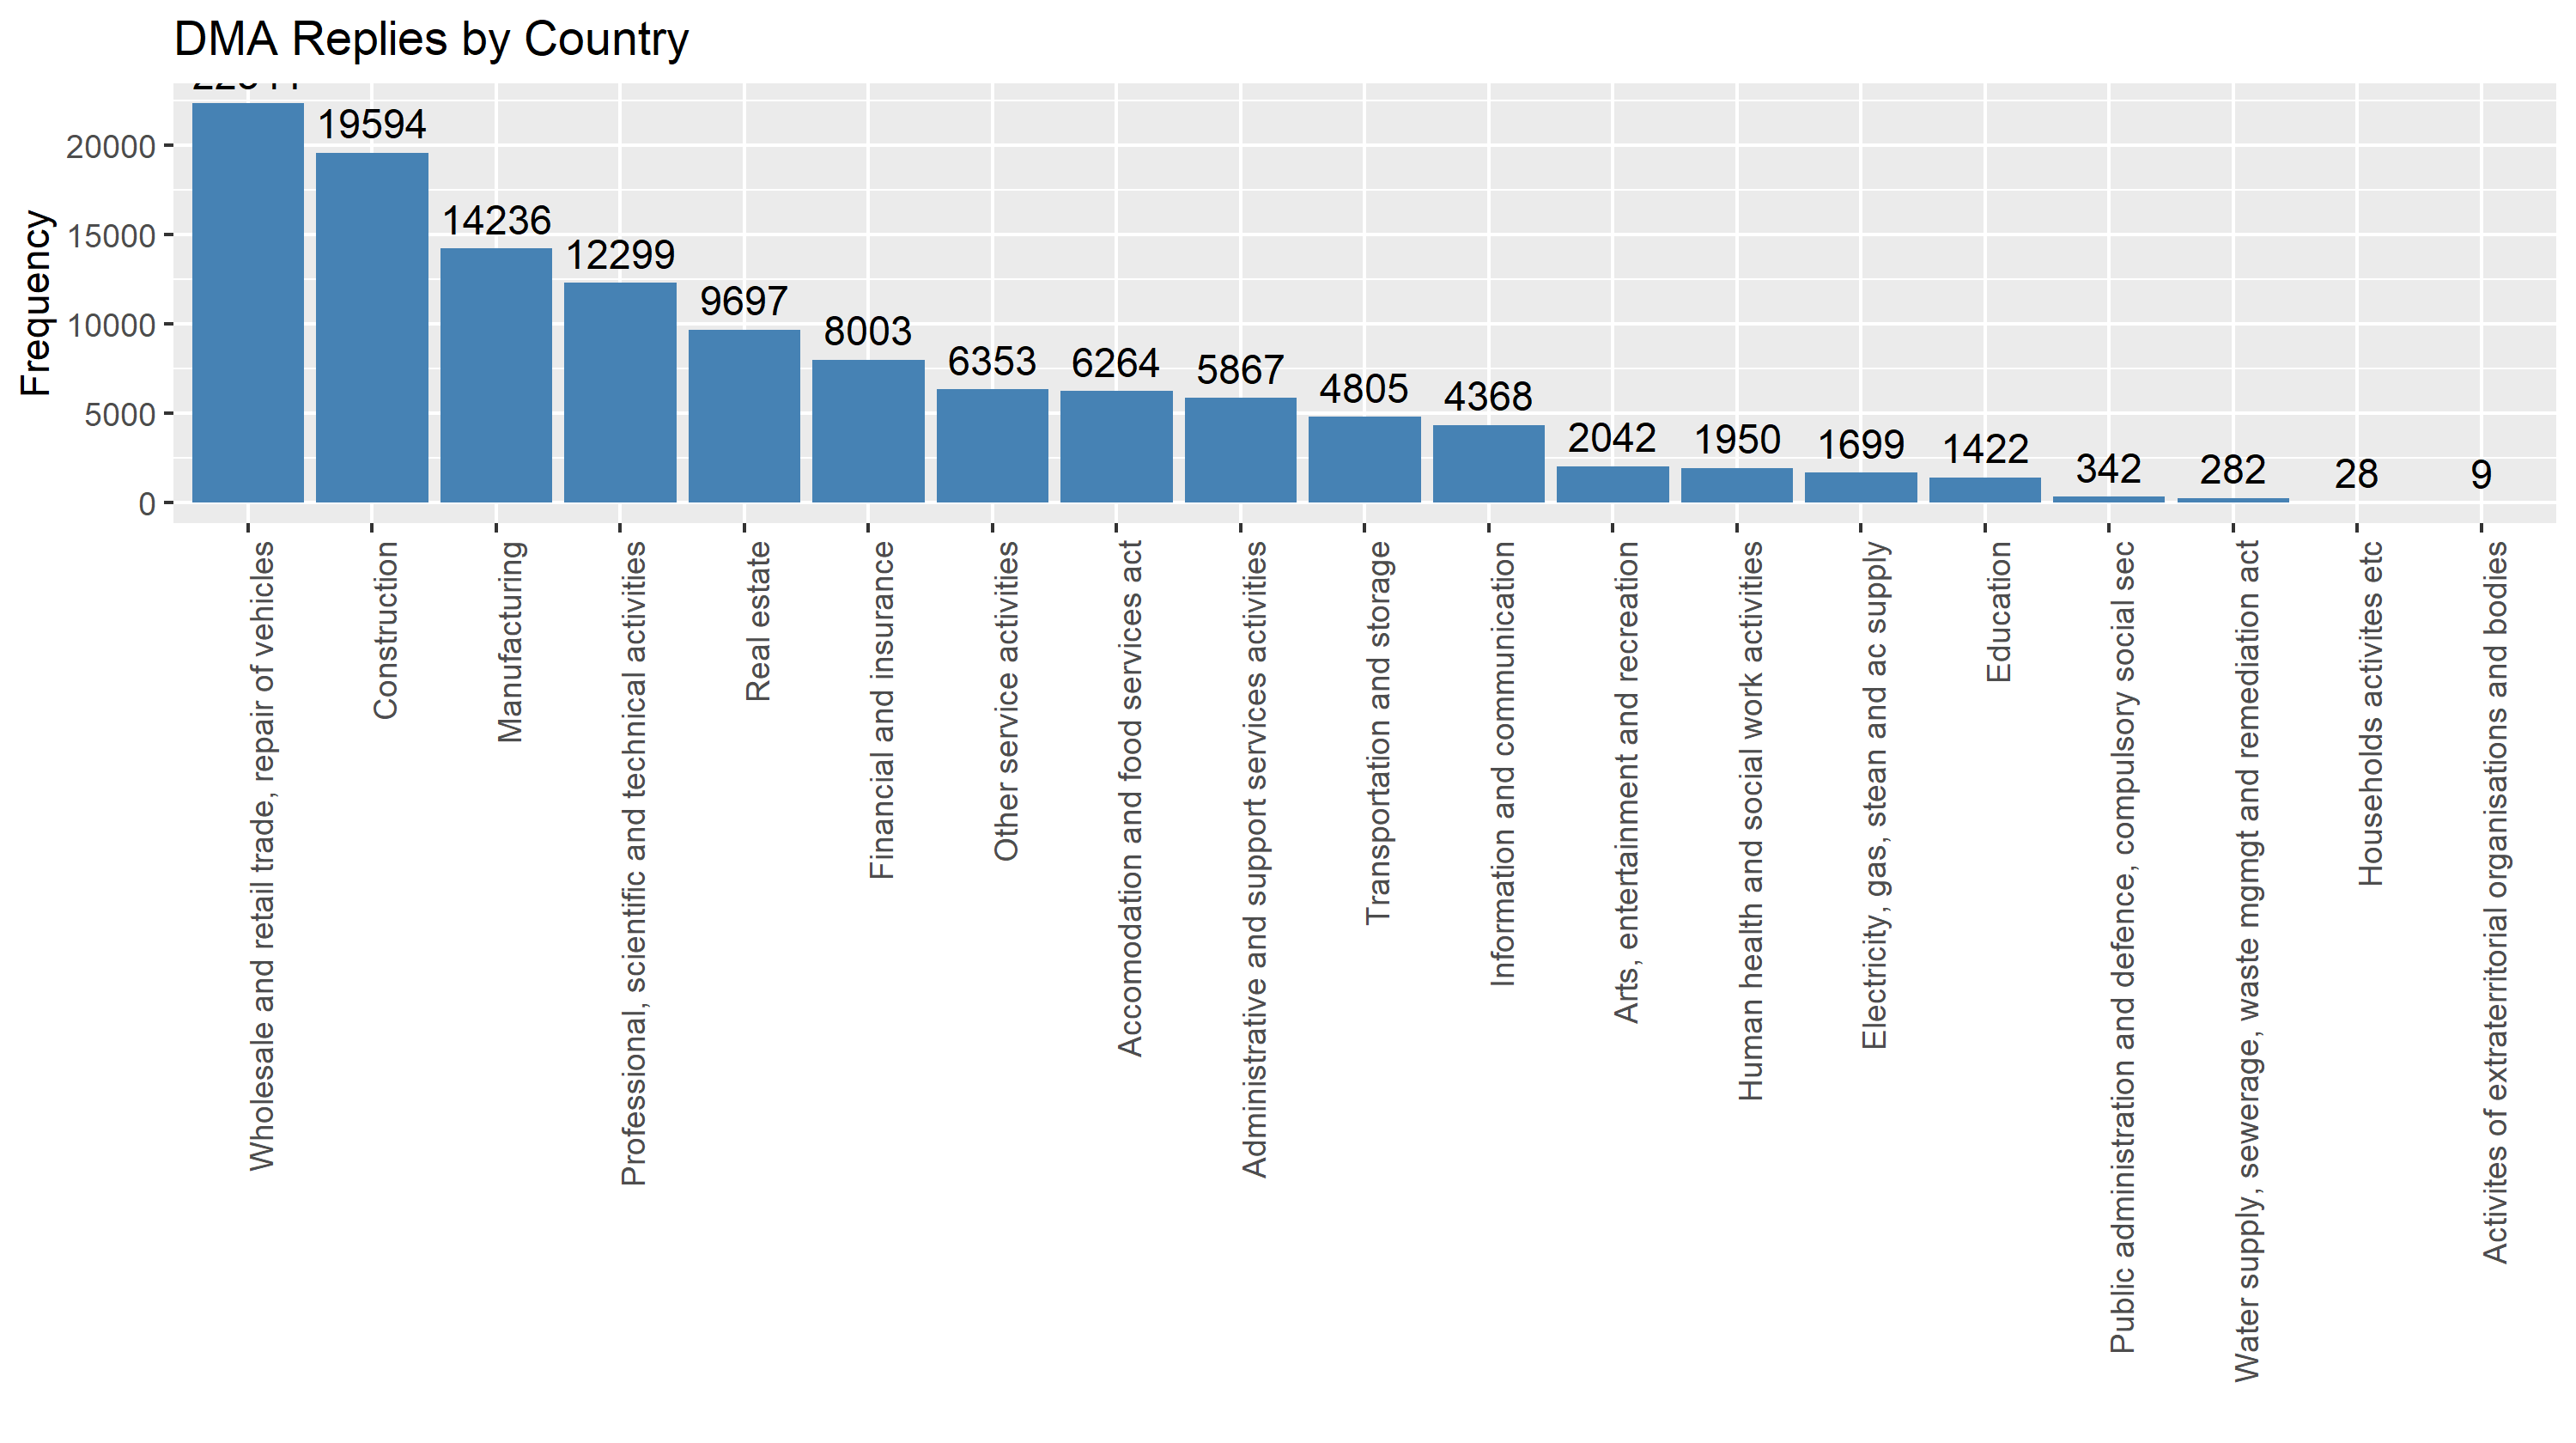 DMA Replies by Country
Frequency
20000
15000
10000
5000
0
19594
14236
12299
9697
8003
6353
6264
5867
4805
4368
2042
1950
1699
1422
342
282
28
9
Wholesale and retail trade, repair of vehicles
Construction
Manufacturing
Professional, scientific and technical activities
Real estate
Financial and insurance
Other service activities
Accomodation and food services act
Administrative and support services activities
Transportation and storage
Information and communication
Arts, entertainment and recreation
Human health and social work activities
Electricity, gas, stean and ac supply
Education
Public administration and defence, compulsory social sec
Water supply, sewerage, waste mgmgt and remediation act
Households activites etc
Activites of extraterritorial organisations and bodies